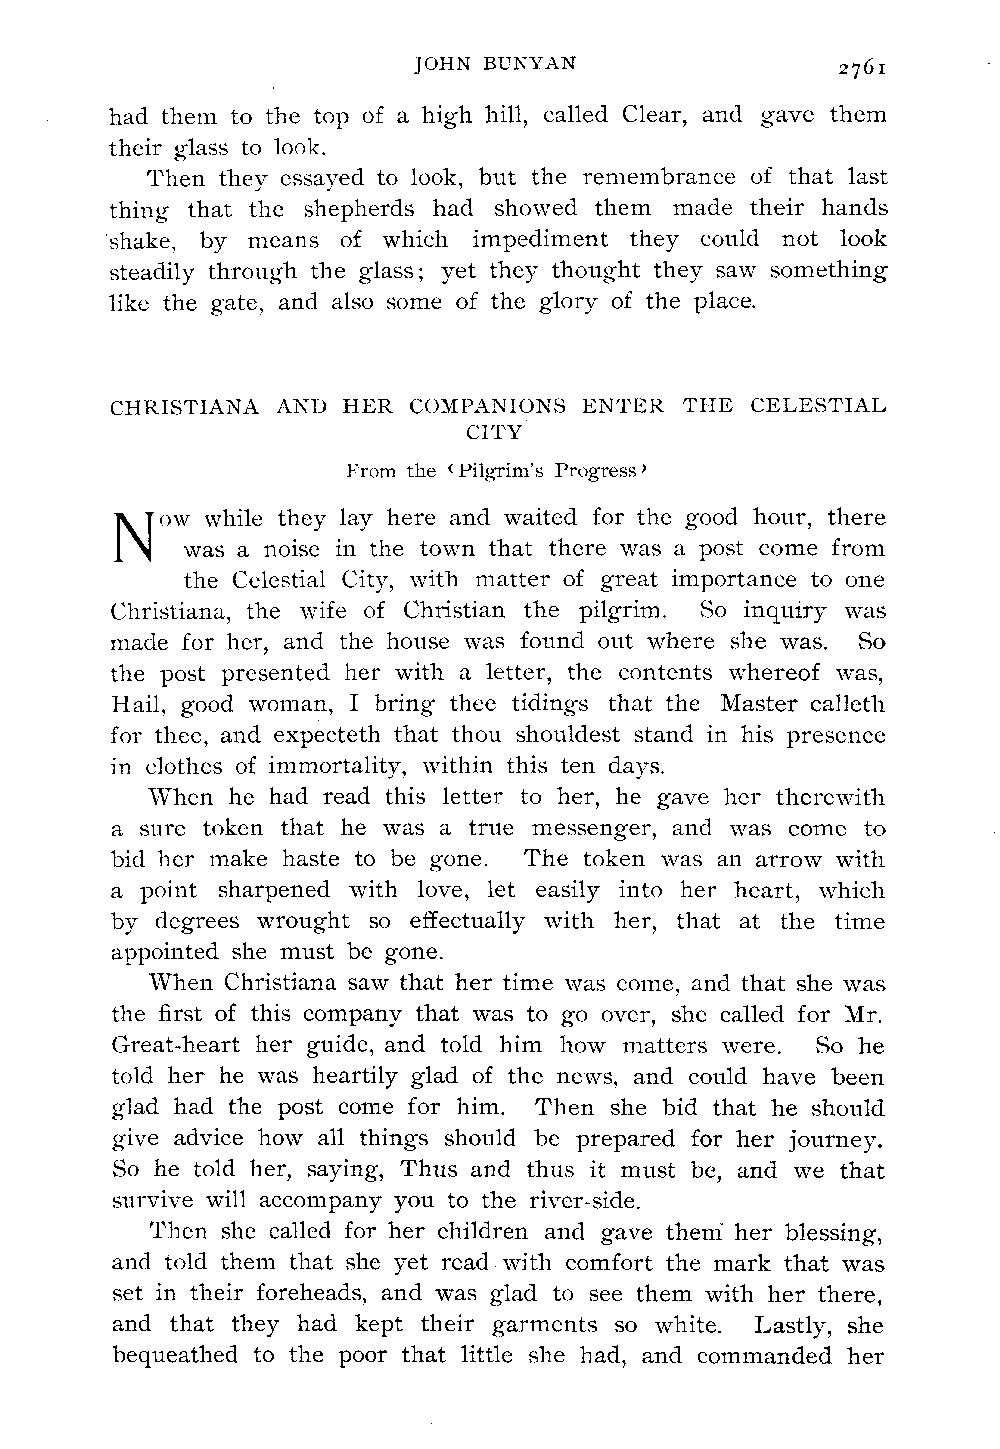 JOHN BUNYAN 2761
had them to the top of a high hill, called Clear, and gave them
their glass to look.
Then they essayed to look, but the remembrance of that last
thing that the shepherds had showed them made their hands
shake, by means of which impediment they could not look
steadily through the glass; yet they thought they saw something
like the gate, and also some of the glory of the place.
CHRISTIANA AND HER COMPANIONS ENTER THE CELESTIAL
CITY
From the ‹Pilgrim's Progress›
Now while they lay here and waited for the good hour, there
was a noise in the town that there was a post come from
the Celestial City, with matter of great importance to one
Christiana, the wife of Christian the pilgrim. So inquiry was
made for her, and the house was found out where she was. So
the post presented her with a letter, the contents whereof was,
Hail, good woman, I bring thee tidings that the Master calleth
for thee, and expecteth that thou shouldest stand in his presence
in clothes of immortality, within this ten days.
When he had read this letter to her, he gave her therewith
a sure token that he was a true messenger, and was come to
bid her make haste to be gone. The token was an arrow with
a point sharpened with love, let easily into her heart, which
by degrees wrought so effectually with her, that at the time
appointed she must be gone.
When Christiana saw that her time was come, and that she was
the first of this company that was to go over, she called for Mr.
Great-heart her guide, and told him how matters were. So he
told her he was heartily glad of the news, and could have been
glad had the post come for him. Then she bid that he should
give advice how all things should be prepared for her journey.
So he told her, saying, Thus and thus it must be, and we that
survive will accompany you to the river-side.
Then she called for her children and gave them her blessing,
and told them that she yet read with comfort the mark that was
set in their foreheads, and was glad to see them with her there,
and that they had kept their garments so white. Lastly, she
bequeathed to the poor that little she had, and commanded her